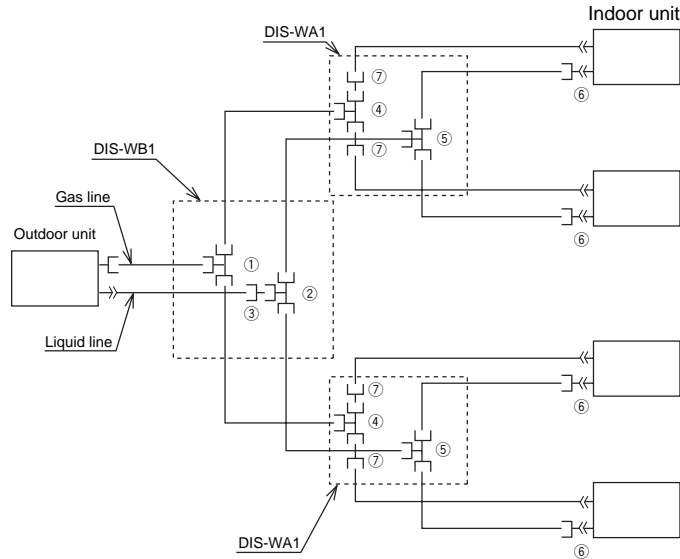 Indoor unit
DIS-WA1
⑦
⑥
④
⑤
⑦
DIS-WB1
Gas line
⑥
Outdoor unit
①
②
③
Liquid line
⑦
⑥
④
⑤
⑦
DIS-WA1
⑥